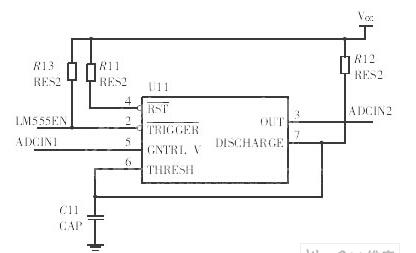 Vcc
R13
RES2
R11
RES2
R12
RES2
U11
4
RST
LM555EN
2
TRIGGER
OUT
3
ADCIN2
ADCIN1
5
GNTRL V
DISCHARGE
7
6
THRESH
C11
CAP